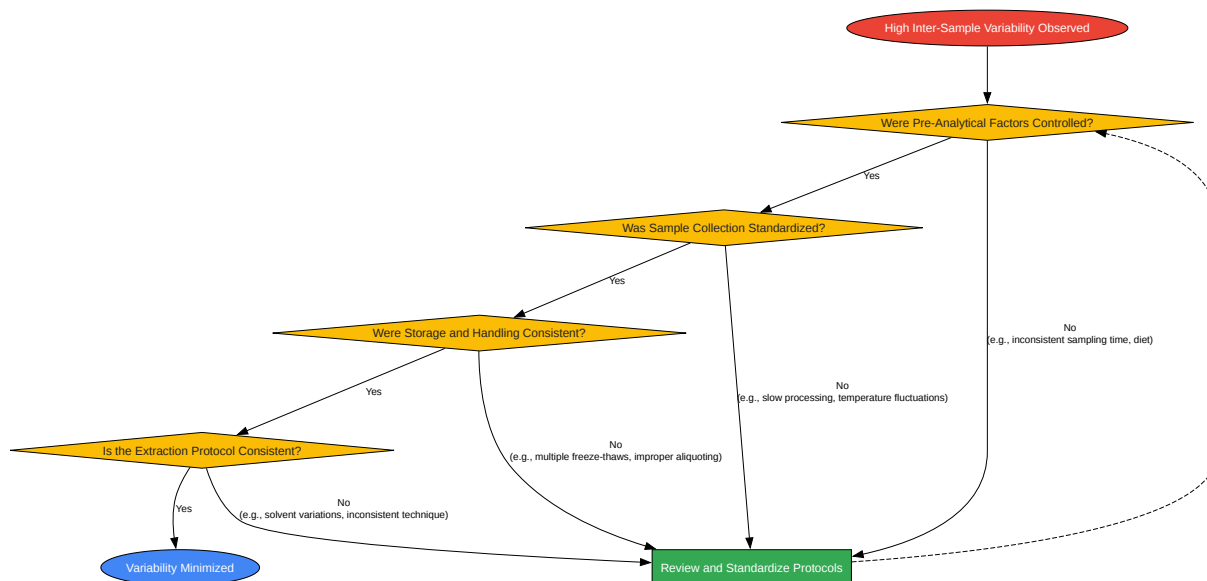 High Inter-Sample Variability Observed
Were Pre-Analytical Factors Controlled?
Yes
Was Sample Collection Standardized?
Yes
Were Storage and Handling Consistent?
No
(e.g., inconsistent sampling time, diet)
Yes
No
(e.g., slow processing, temperature fluctuations)
Is the Extraction Protocol Consistent?
No
(e.g., multiple freeze-thaws, improper aliquoting)
Yes
No
(e.g., solvent variations, inconsistent technique)
Variability Minimized
Review and Standardize Protocols